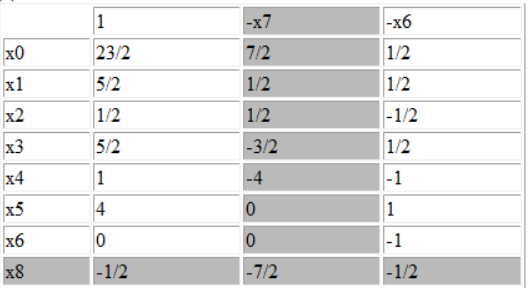 1 -x7 -x6
x0 23/2 7/2 1/2
x1 5/2 1/2 1/2
x2 1/2 1/2 -1/2
x3 5/2 -3/2 1/2
x4 1 -4 -1
x5 4 0 1
x6 0 0 -1
x8 -1/2 -7/2 -1/2